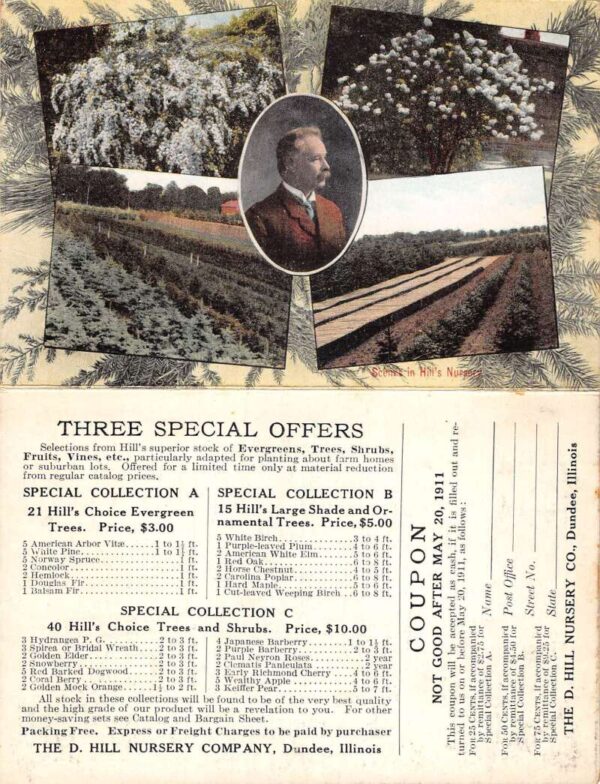 Scenes in Hill's Nursery
THREE SPECIAL OFFERS
Selections from Hill's superior stock of Evergreens, Trees, Shrubs,
Fruits, Vines, etc., particularly adapted for planting about farm homes
or suburban lots. Offered for a limited time only at material reduction
from regular catalog prices.
SPECIAL COLLECTION A
21 Hill's Choice Evergreen
Trees. Price, $3.00
5 American Arbor Vitæ......1 to 1½ ft.
5 White Pine...............1 to 1½ ft.
5 Norway Spruce............1 ft.
2 Concolor.................1 ft.
2 Hemlock..................1 ft.
1 Douglas Fir..............1 ft.
1 Balsam Fir...............1 ft.
SPECIAL COLLECTION B
15 Hill's Large Shade and Or-
namental Trees. Price, $5.00
5 White Birch..............3 to 4 ft.
1 Purple-leaved Plum.......4 to 6 ft.
2 American White Elm.......5 to 6 ft.
1 Red Oak..................6 to 8 ft.
2 Horse Chestnut...........4 to 5 ft.
2 Carolina Poplar..........6 to 8 ft.
1 Hard Maple...............5 to 6 ft.
1 Cut-leaved Weeping Birch..6 to 8 ft.
SPECIAL COLLECTION C
40 Hill's Choice Trees and Shrubs. Price, $10.00
3 Hydrangea P. G...........2 to 3 ft.
3 Spirea or Bridal Wreath..2 to 3 ft.
2 Golden Elder.............2 to 3 ft.
2 Snowberry................2 to 3 ft.
5 Red Barked Dogwood.......2 to 3 ft.
2 Coral Berry..............2 to 3 ft.
2 Golden Mock Orange.......1½ to 2 ft.
4 Japanese Barberry........1 to 1½ ft.
2 Purple Barberry..........2 to 3 ft.
2 Paul Neyron Roses........2 year
2 Clematis Paniculata......2 year
3 Early Richmond Cherry....4 to 6 ft.
5 Wealthy Apple............4 to 6 ft.
3 Keiffer Pear.............5 to 7 ft.
All stock in these collections will be found to be of the very best quality
and the high grade of our product will be a revelation to you. For other
money-saving sets see Catalog and Bargain Sheet.
Packing Free. Express or Freight Charges to be paid by purchaser
THE D. HILL NURSERY COMPANY, Dundee, Illinois
COUPON
NOT GOOD AFTER MAY 20, 1911
This coupon will be accepted as cash, if it is filled out and re-
turned to us on or before May 20, 1911, as follows:
For 25 Cents, if accompanied
by remittance of $2.75 for
Special Collection A.
For 50 Cents, if accompanied
by remittance of $4.50 for
Special Collection B.
For 75 Cents, if accompanied
by remittance of $9.25 for
Special Collection C.
Name
Post Office
Street No.
State
THE D. HILL NURSERY CO., Dundee, Illinois